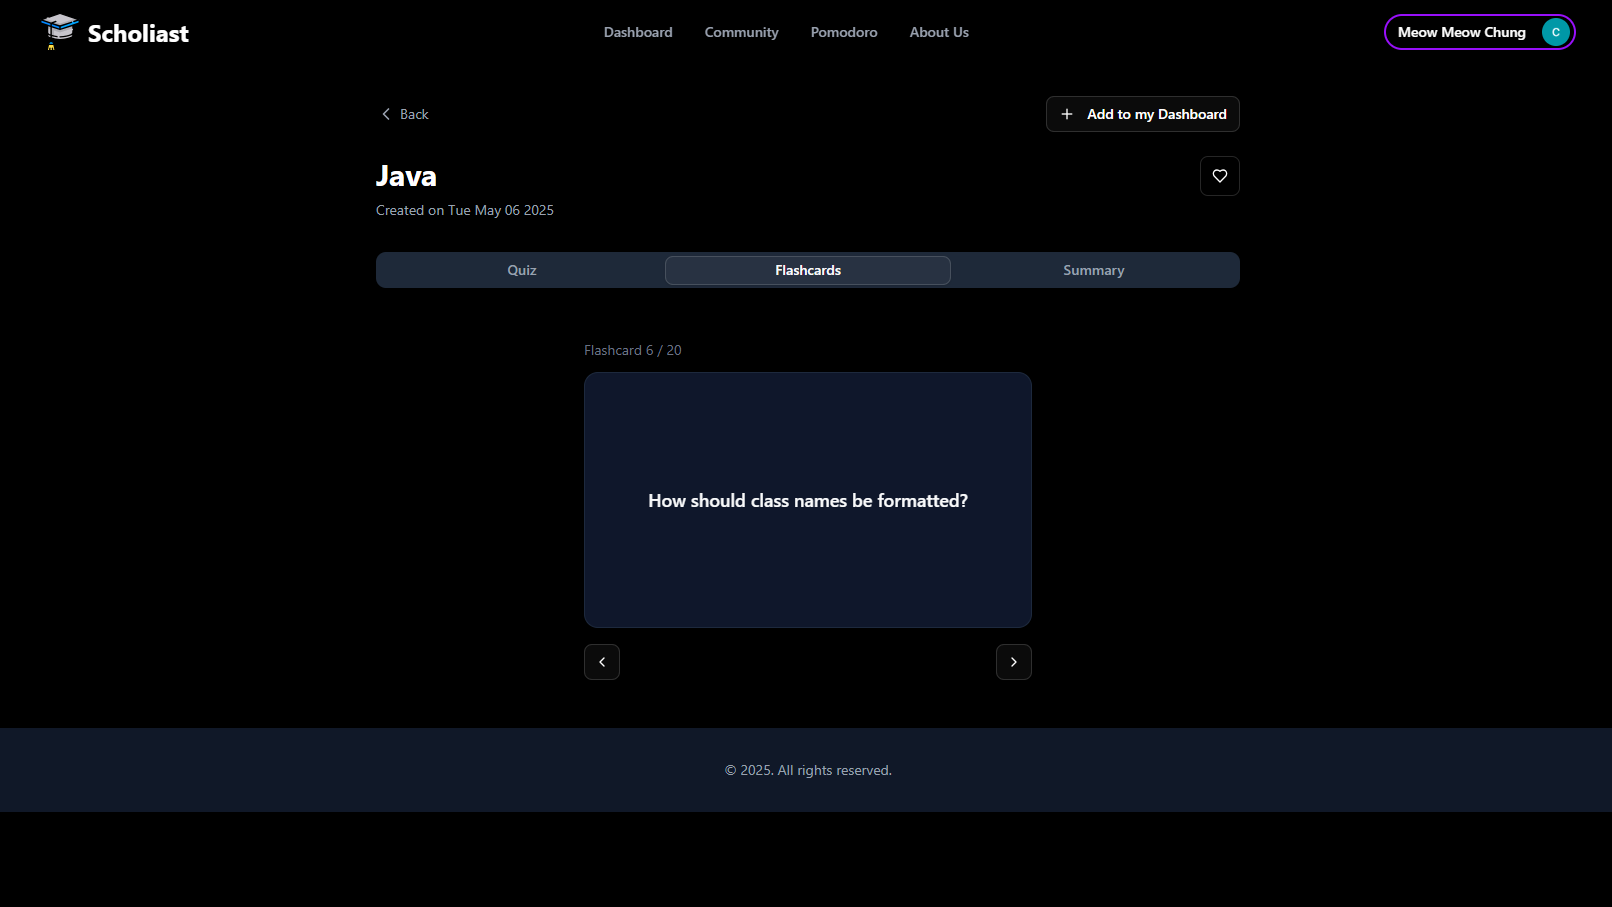 Scholiast
Dashboard
Community
Pomodoro
About Us
Meow Meow Chung
C
Back
Add to my Dashboard
Java
Created on Tue May 06 2025
Quiz
Flashcards
Summary
Flashcard 6 / 20
How should class names be formatted?
© 2025. All rights reserved.